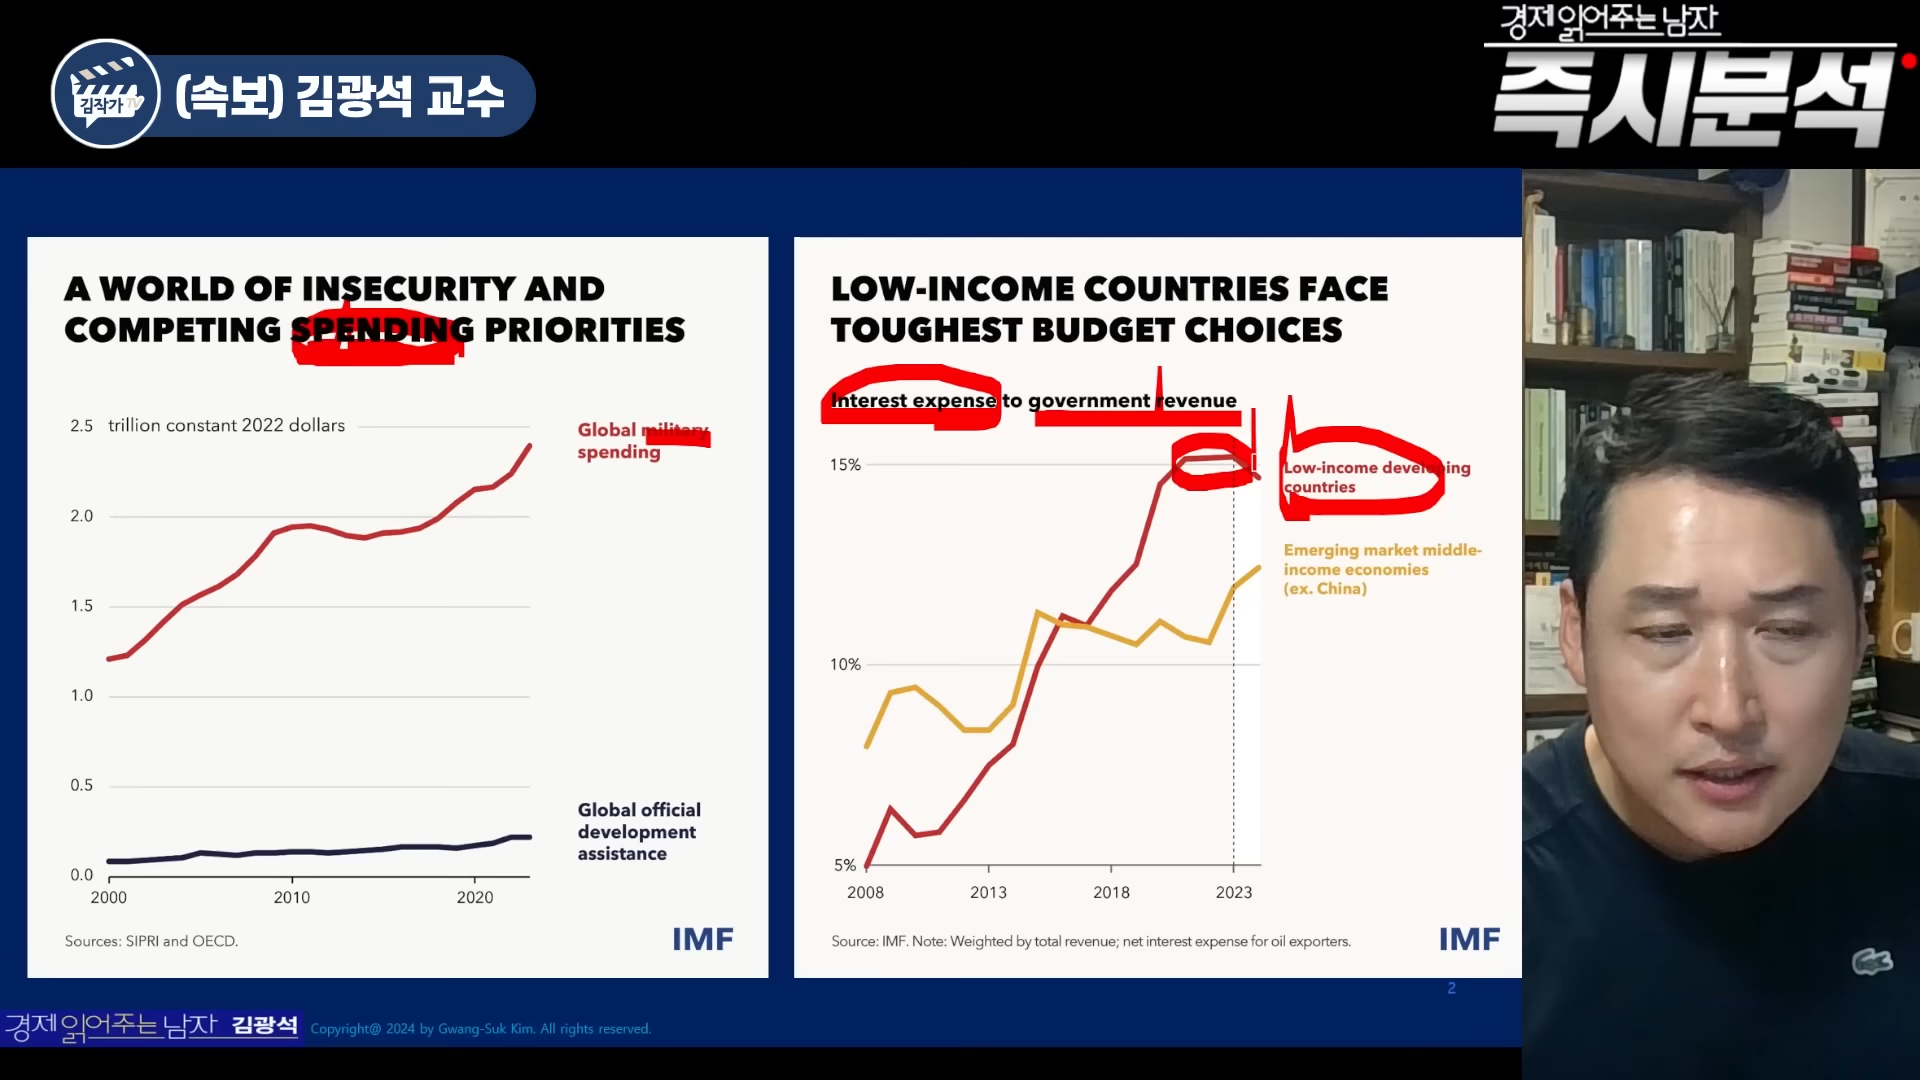 경제 읽어주는 남자
즉시분석
김작가 TV
(속보) 김광석 교수
A WORLD OF INSECURITY AND
COMPETING SPENDING PRIORITIES
2.5 trillion constant 2022 dollars
2.0
1.5
1.0
0.5
0.0
2000 2010 2020
Global military
spending
Global official
development
assistance
Sources: SIPRI and OECD.
IMF
LOW-INCOME COUNTRIES FACE
TOUGHEST BUDGET CHOICES
Interest expense to government revenue
15%
10%
5%
2008 2013 2018 2023
Low-income developing
countries
Emerging market middle-
income economies
(ex. China)
Source: IMF. Note: Weighted by total revenue; net interest expense for oil exporters.
IMF
2
경제 읽어주는 남자 김광석
Copyright@ 2024 by Gwang-Suk Kim. All rights reserved.